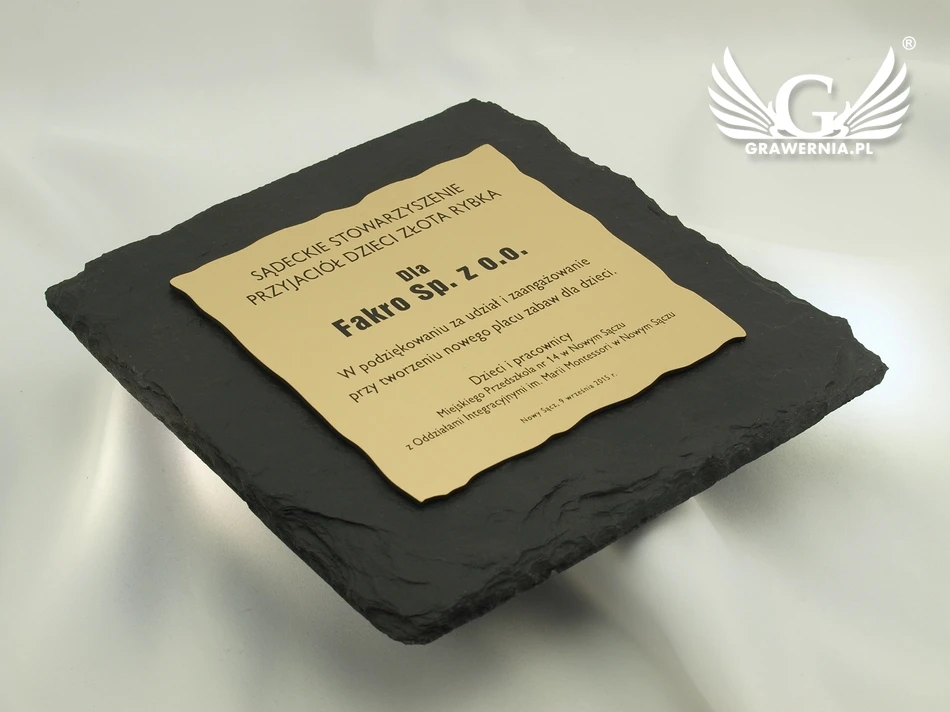 G®
GRAWERNIA.PL
SĄDECKIE STOWARZYSZENIE
PRZYJACIÓŁ DZIECI ZŁOTA RYBKA
Dla
Fakro Sp. z o.o.
W podziękowaniu za udział i zaangażowanie
przy tworzeniu nowego placu zabaw dla dzieci.
Dzieci i pracownicy
Miejskiego Przedszkola nr 14 w Nowym Sączu
z Oddziałami Integracyjnymi im. Marii Montessori w Nowym Sączu
Nowy Sącz, 9 września 2015 r.